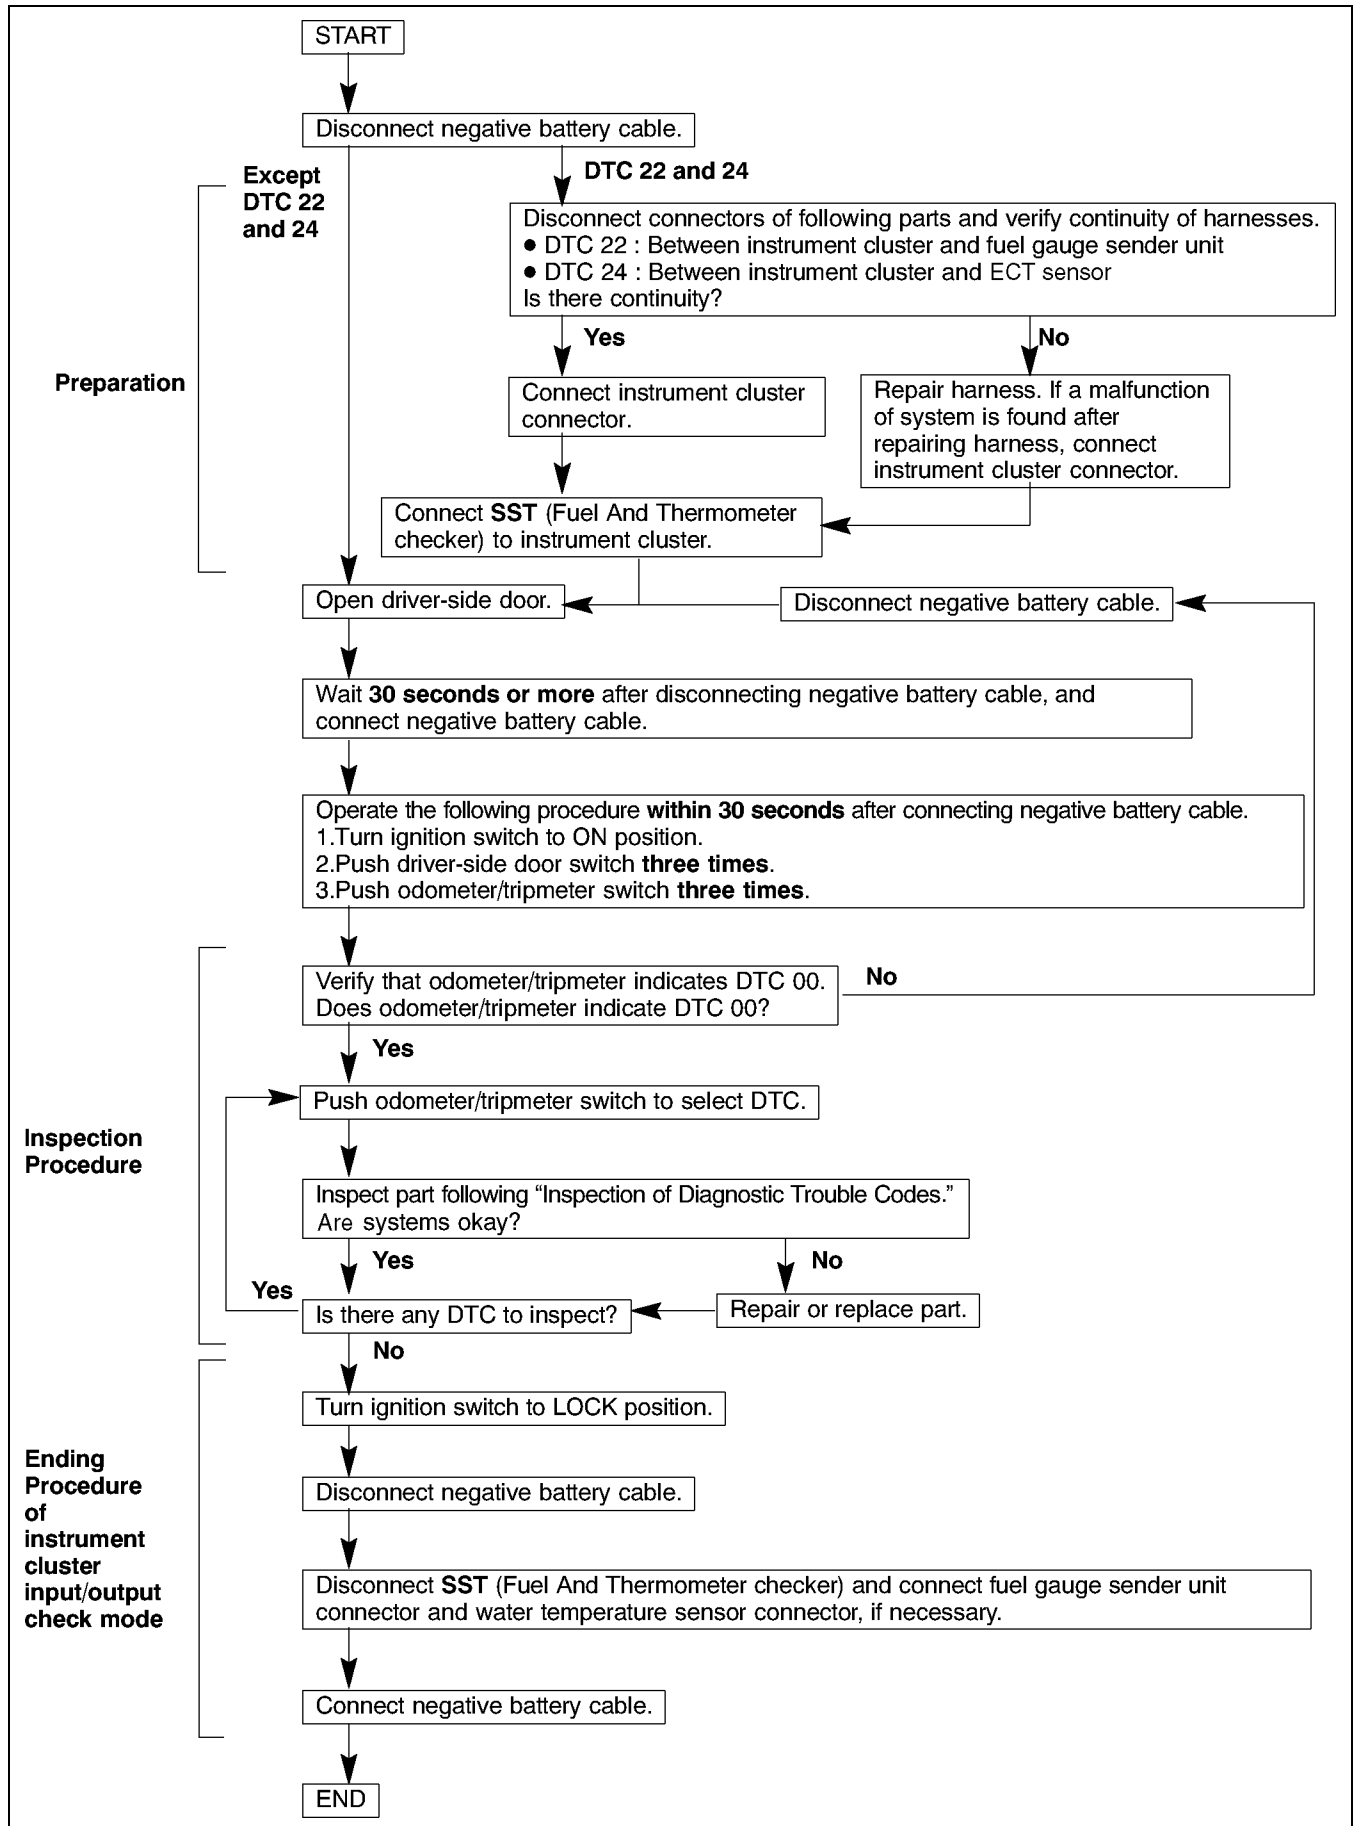 START
Disconnect negative battery cable.
Except
DTC 22
and 24
DTC 22 and 24
Disconnect connectors of following parts and verify continuity of harnesses.
● DTC 22 : Between instrument cluster and fuel gauge sender unit
● DTC 24 : Between instrument cluster and ECT sensor
Is there continuity?
Yes
No
Preparation
Connect instrument cluster
connector.
Repair harness. If a malfunction
of system is found after
repairing harness, connect
instrument cluster connector.
Connect SST (Fuel And Thermometer
checker) to instrument cluster.
Open driver-side door.
Disconnect negative battery cable.
Wait 30 seconds or more after disconnecting negative battery cable, and
connect negative battery cable.
Operate the following procedure within 30 seconds after connecting negative battery cable.
1.Turn ignition switch to ON position.
2.Push driver-side door switch three times.
3.Push odometer/tripmeter switch three times.
Verify that odometer/tripmeter indicates DTC 00.
Does odometer/tripmeter indicate DTC 00?
No
Yes
Push odometer/tripmeter switch to select DTC.
Inspection
Procedure
Inspect part following “Inspection of Diagnostic Trouble Codes.”
Are systems okay?
Yes
No
Yes
Is there any DTC to inspect?
Repair or replace part.
No
Turn ignition switch to LOCK position.
Ending
Procedure
of
instrument
cluster
input/output
check mode
Disconnect negative battery cable.
Disconnect SST (Fuel And Thermometer checker) and connect fuel gauge sender unit
connector and water temperature sensor connector, if necessary.
Connect negative battery cable.
END